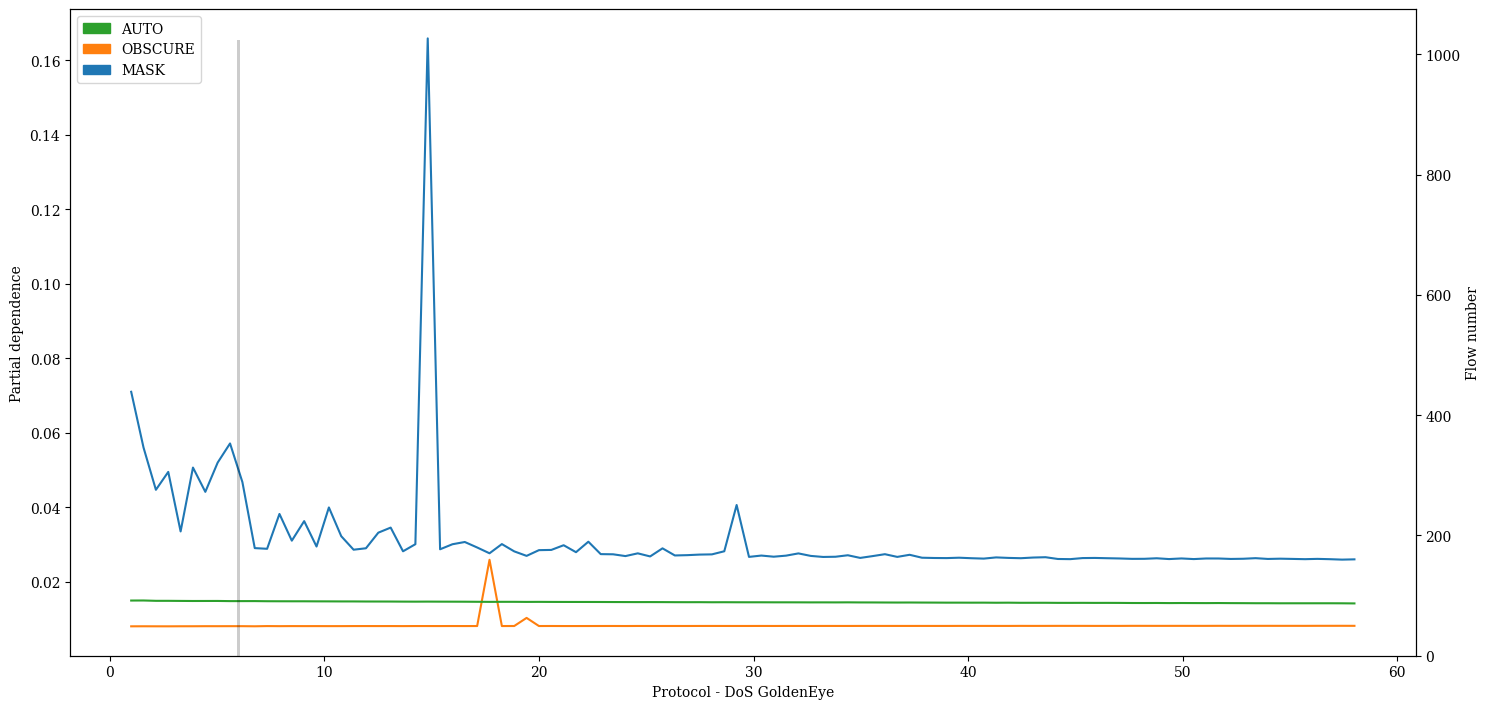 AUTO
OBSCURE
MASK
Partial dependence
0.16
0.14
0.12
0.10
0.08
0.06
0.04
0.02
1000
800
600
400
200
0
Flow number
0 10 20 30 40 50 60
Protocol - DoS GoldenEye